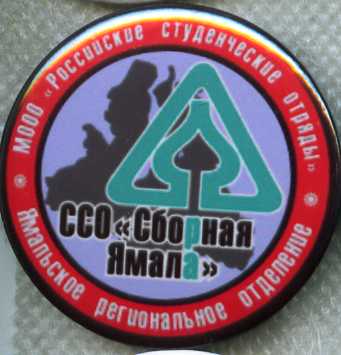 МООО «Российские студенческие отряды»
ССО «Сборная
Ямала»
Ямальское региональное отделение